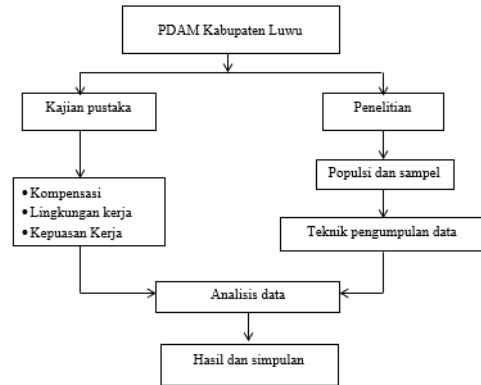 PDAM Kabupaten Luwu
Kajian pustaka
Penelitian
Populsi dan sampel
• Kompensasi
• Lingkungan kerja
• Kepuasan Kerja
Teknik pengumpulan data
Analisis data
Hasil dan simpulan